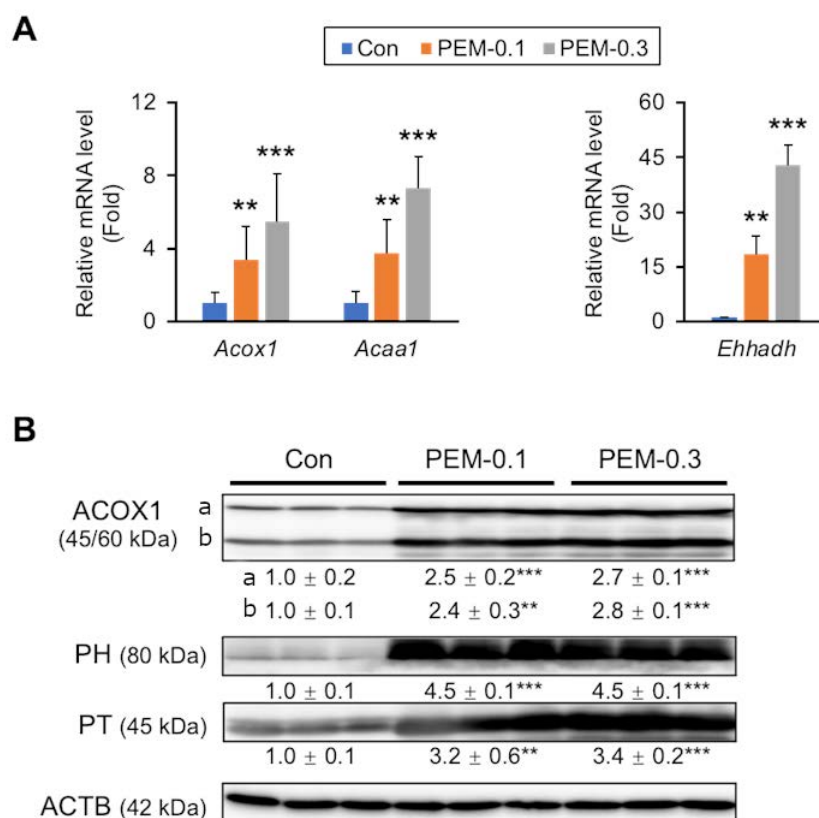 A
Con PEM-0.1 PEM-0.3
Relative mRNA level
(Fold)
12
8
4
0
** *** ** ***
Acox1 Acaa1
Relative mRNA level
(Fold)
60
45
30
15
0
** ***
Ehhadh
B
Con PEM-0.1 PEM-0.3
ACOX1
(45/60 kDa)
a
b
a 1.0 ± 0.2 2.5 ± 0.2*** 2.7 ± 0.1***
b 1.0 ± 0.1 2.4 ± 0.3** 2.8 ± 0.1***
PH (80 kDa)
1.0 ± 0.1 4.5 ± 0.1*** 4.5 ± 0.1***
PT (45 kDa)
1.0 ± 0.1 3.2 ± 0.6** 3.4 ± 0.2***
ACTB (42 kDa)